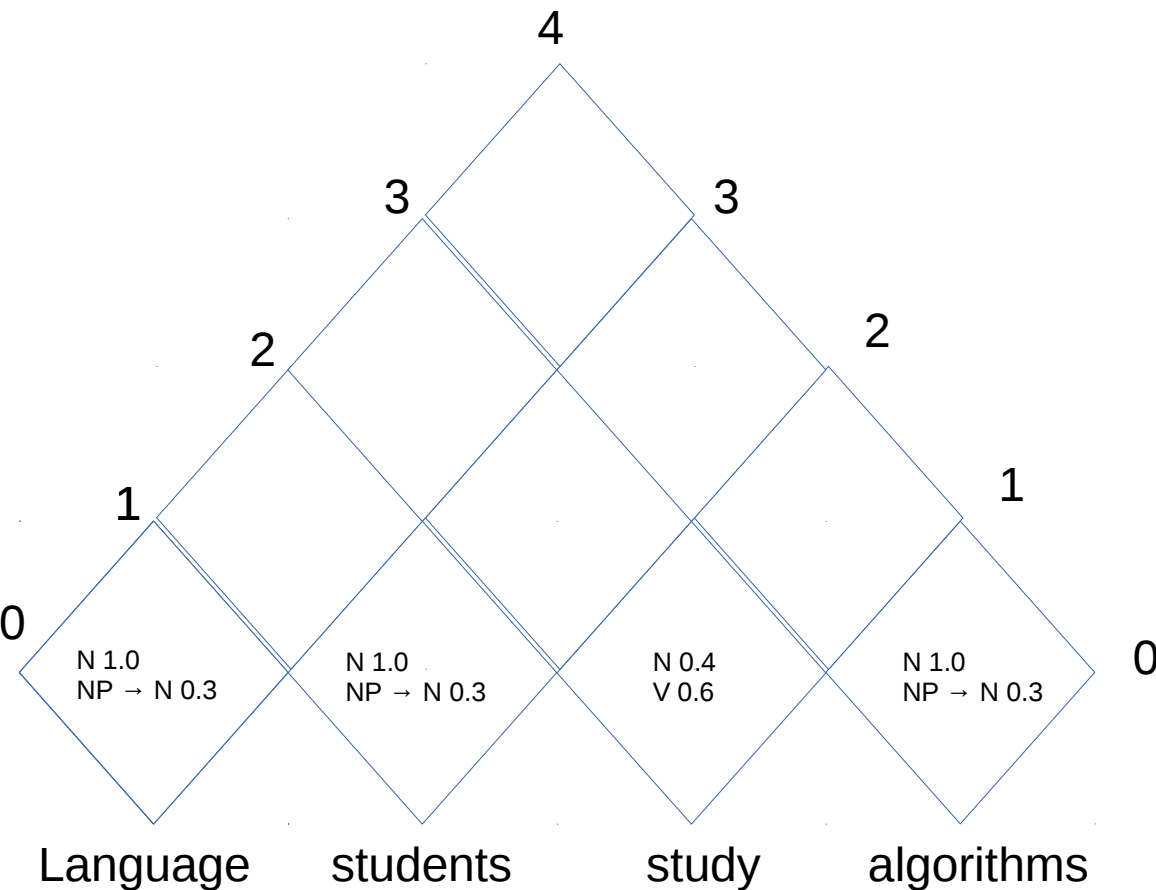 4
3
3
2
2
1
1
0
0
N 1.0
NP → N 0.3
N 1.0
NP → N 0.3
N 0.4
V 0.6
N 1.0
NP → N 0.3
Language students study algorithms